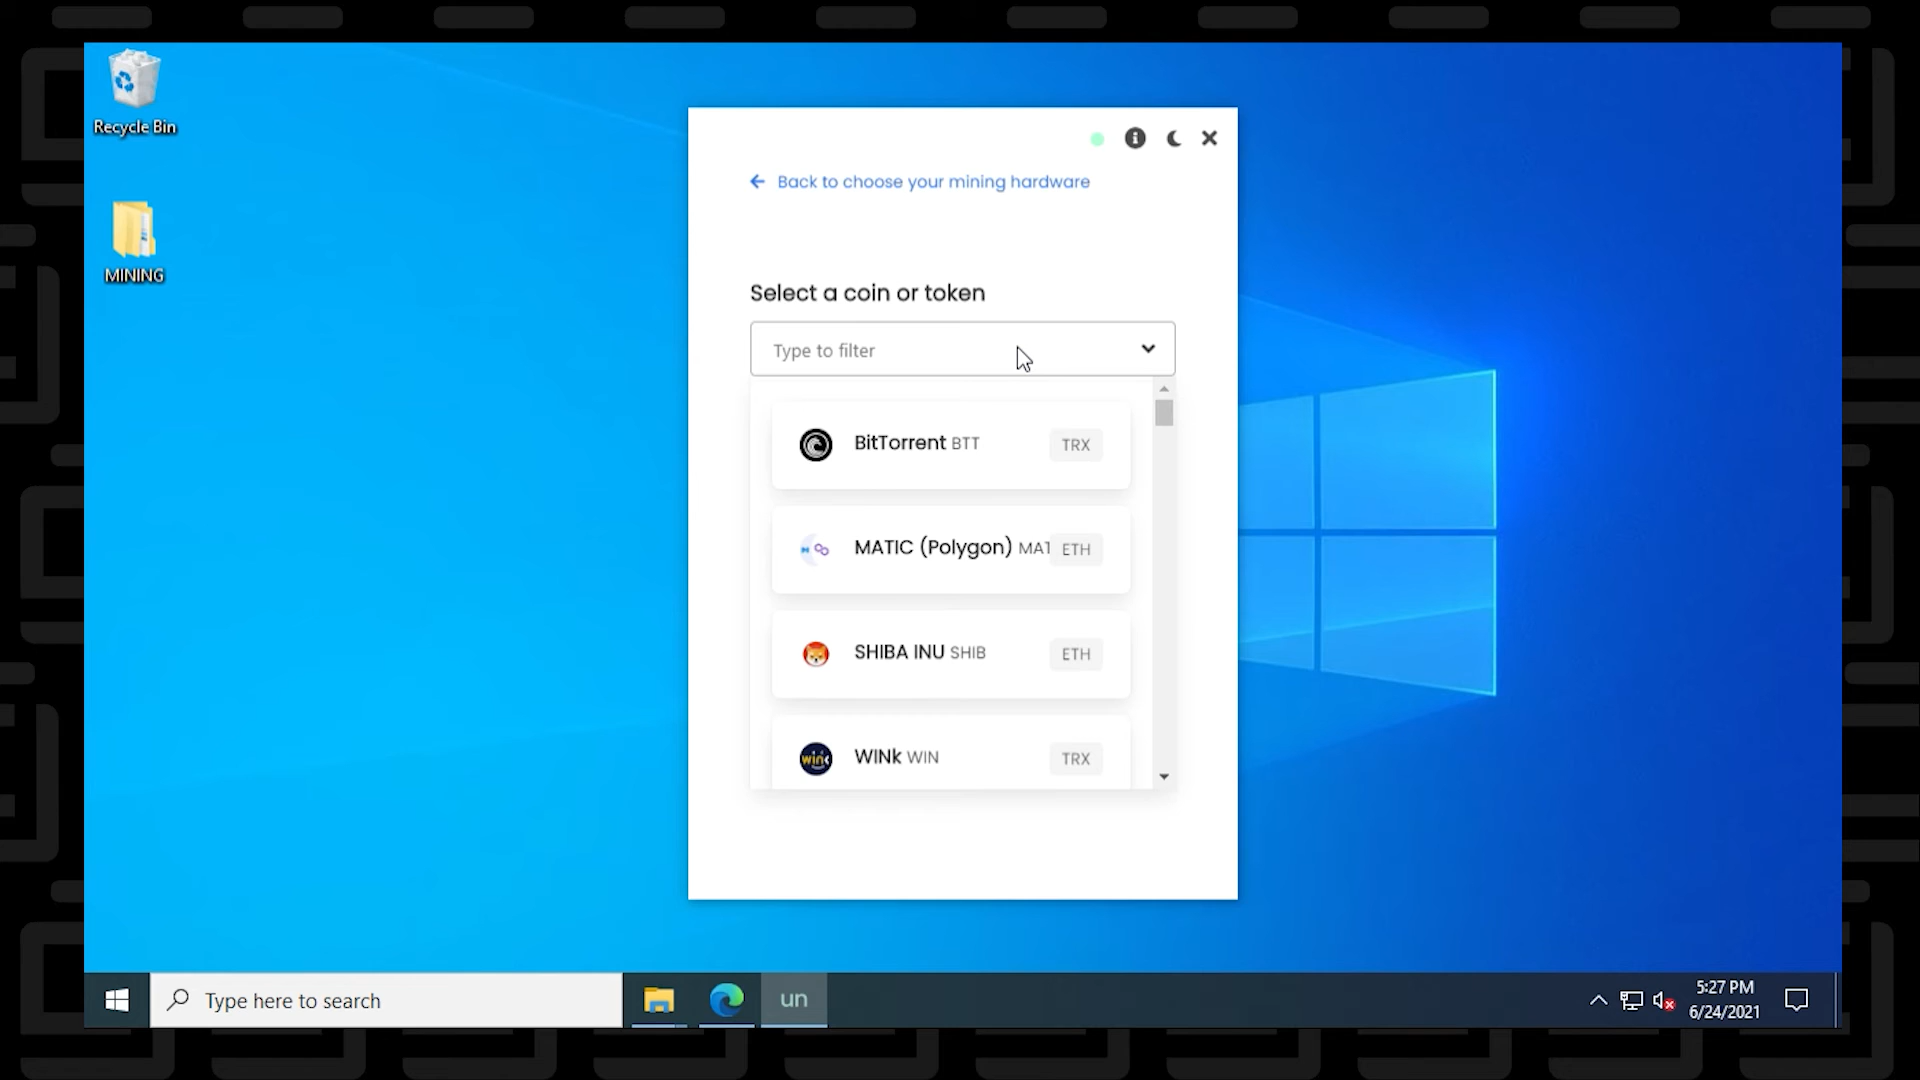 Recycle Bin
MINING
Back to choose your mining hardware
Select a coin or token
Type to filter
BitTorrent BTT TRX
MATIC (Polygon) MAT ETH
SHIBA INU SHIB ETH
wink WINk WIN TRX
Type here to search
un
5:27 PM
6/24/2021